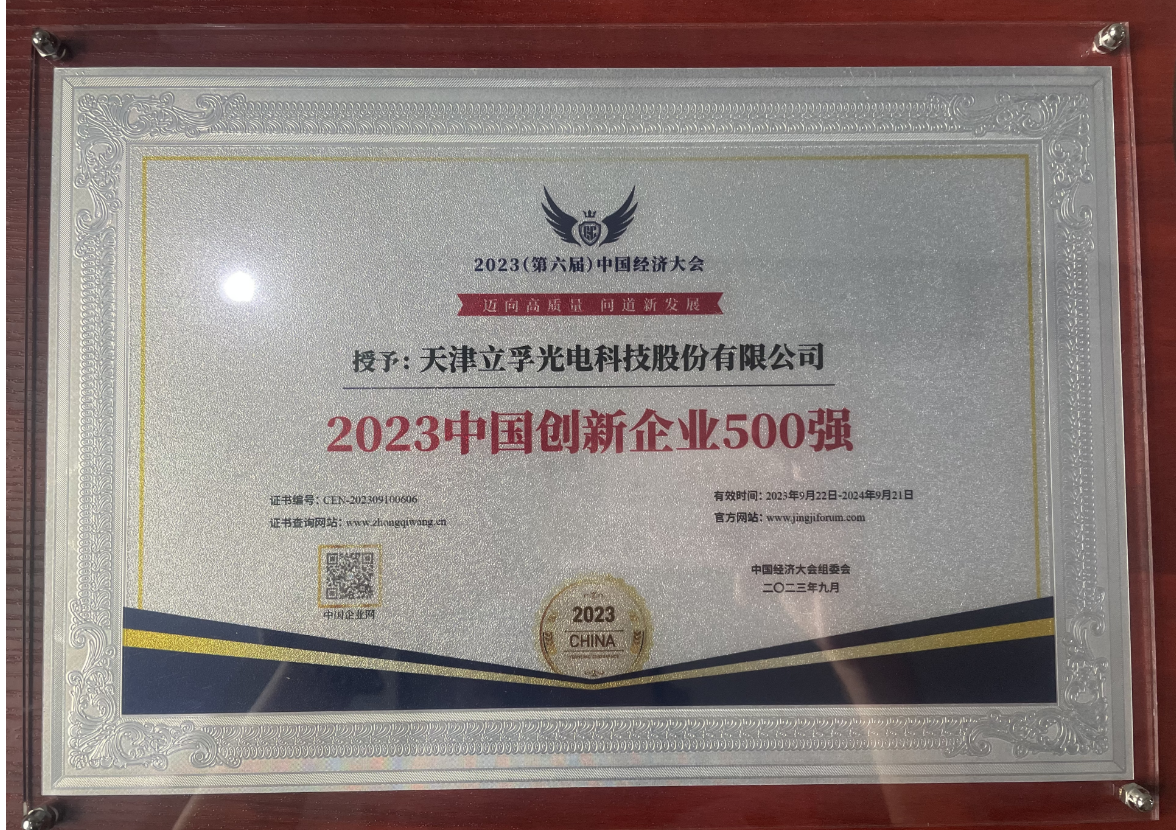 2023(第六届)中国经济大会
迈向高质量 问道新发展
授予：天津立孚光电科技股份有限公司
2023中国创新企业500强
证书编号：CEN-202309100606
证书查询网站：www.zhongqiwang.cn
有效时间：2023年9月22日-2024年9月21日
官方网站：www.jingjiforum.com
中国企业网
中国经济大会组委会
二〇二三年九月
2023
CHINA